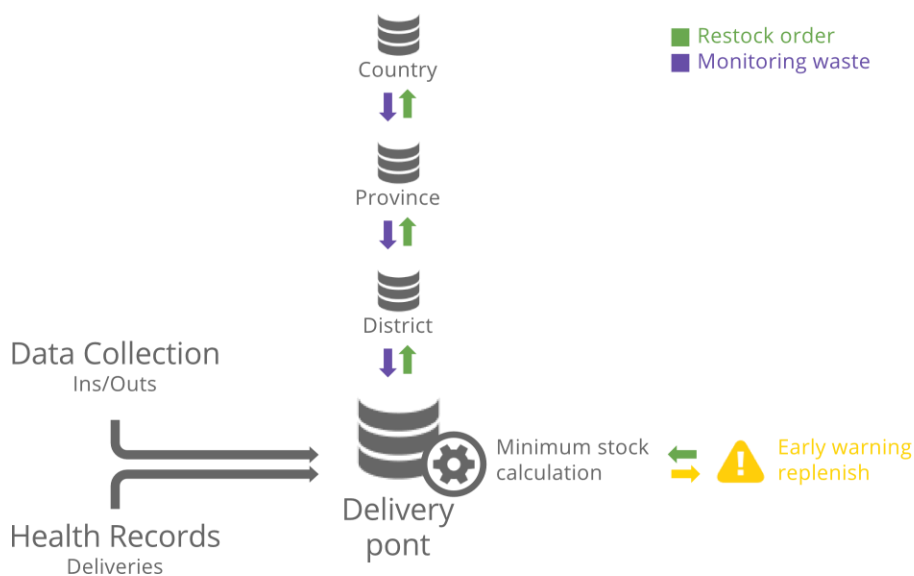 Country
Restock order
Monitoring waste
Province
District
Data Collection
Ins/Outs
Minimum stock
calculation
Early warning
replenish
Delivery
pont
Health Records
Deliveries